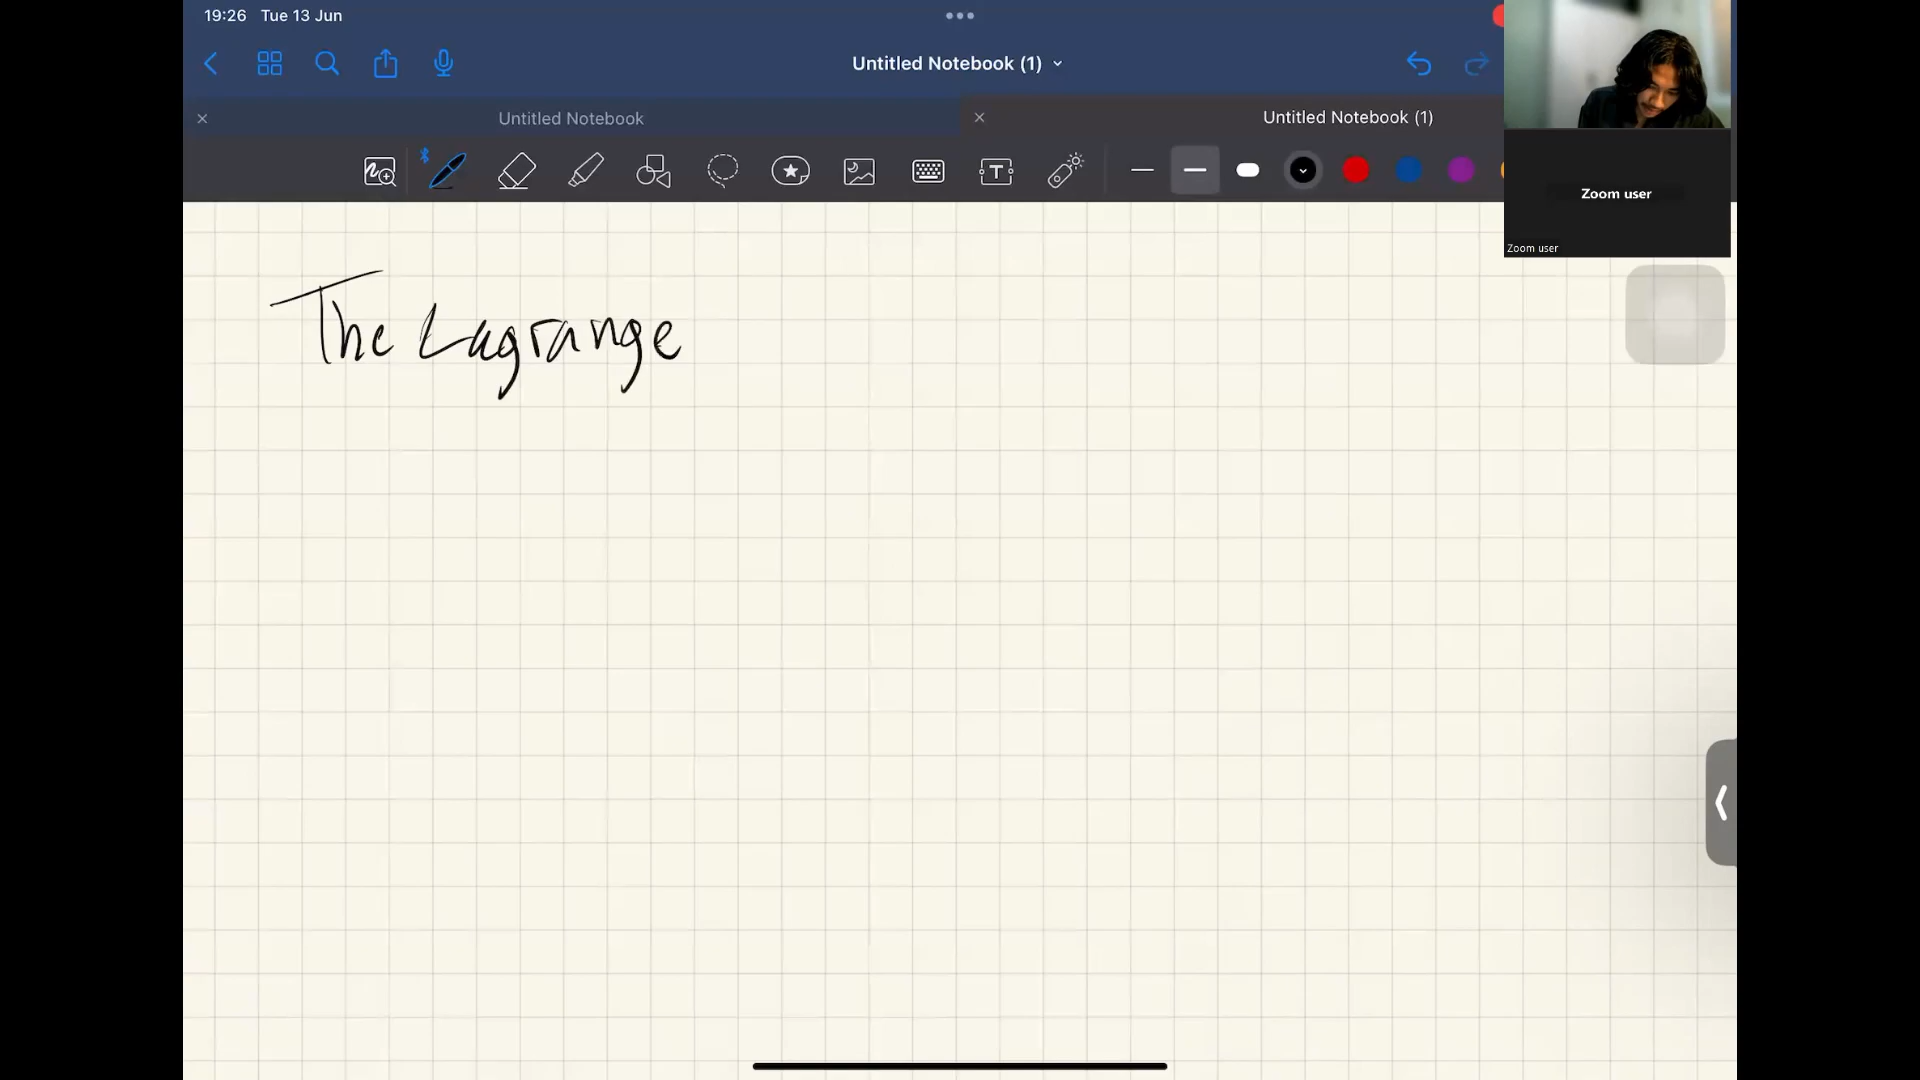 19:26 Tue 13 Jun
Untitled Notebook (1)
Untitled Notebook
Untitled Notebook (1)
T
Zoom user
Zoom user
The Lagrange